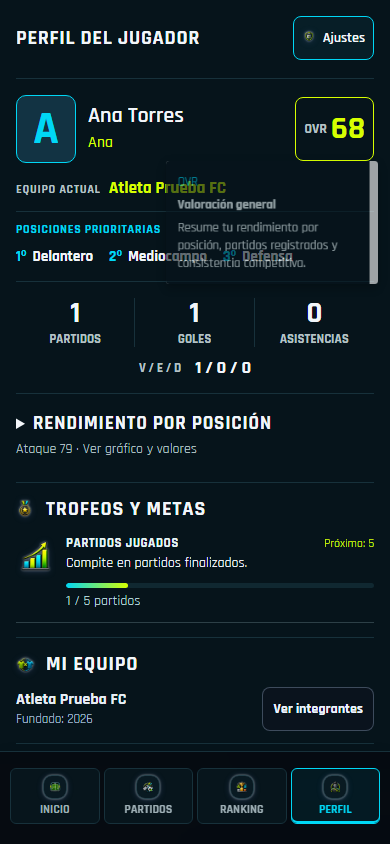 PERFIL DEL JUGADOR
Ajustes
A
Ana Torres
Ana
OVR 68
EQUIPO ACTUAL Atleta Prueba FC
OVR
Valoración general
Resume tu rendimiento por
posición, partidos registrados y
consistencia competitiva.
POSICIONES PRIORITARIAS
1º Delantero 2º Mediocampo 3º Defensa
1 PARTIDOS
1 GOLES
0 ASISTENCIAS
V/E/D 1/0/0
RENDIMIENTO POR POSICIÓN
Ataque 79 · Ver gráfico y valores
TROFEOS Y METAS
PARTIDOS JUGADOS Próximo: 5
Compite en partidos finalizados.
1 / 5 partidos
MI EQUIPO
Atleta Prueba FC
Fundado: 2026
Ver integrantes
INICIO PARTIDOS RANKING PERFIL